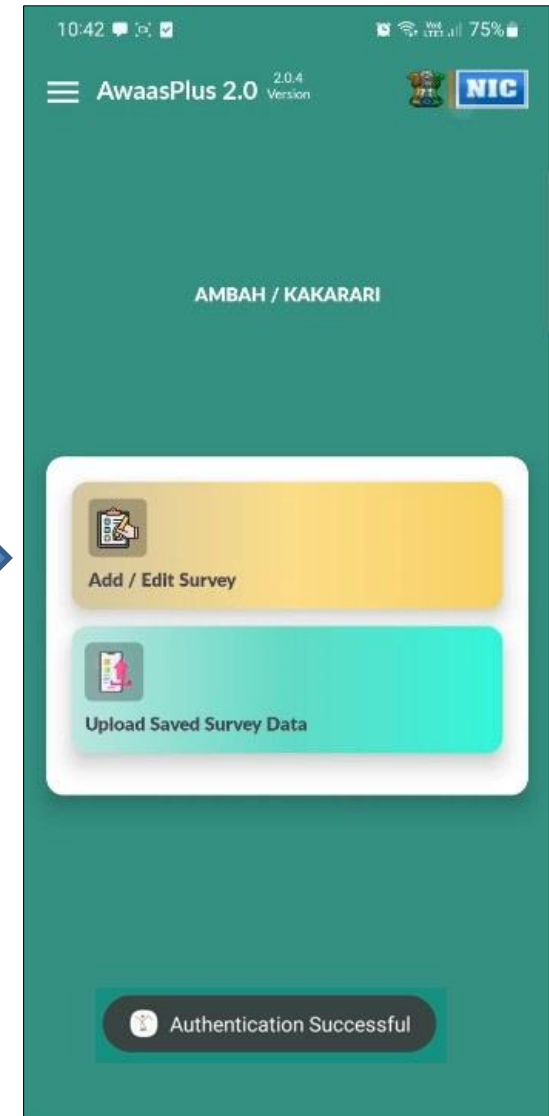 10:42 75%
AwaasPlus 2.0 2.0.4 Version NIC
AMBAH / KAKARARI
Add / Edit Survey
Upload Saved Survey Data
Authentication Successful